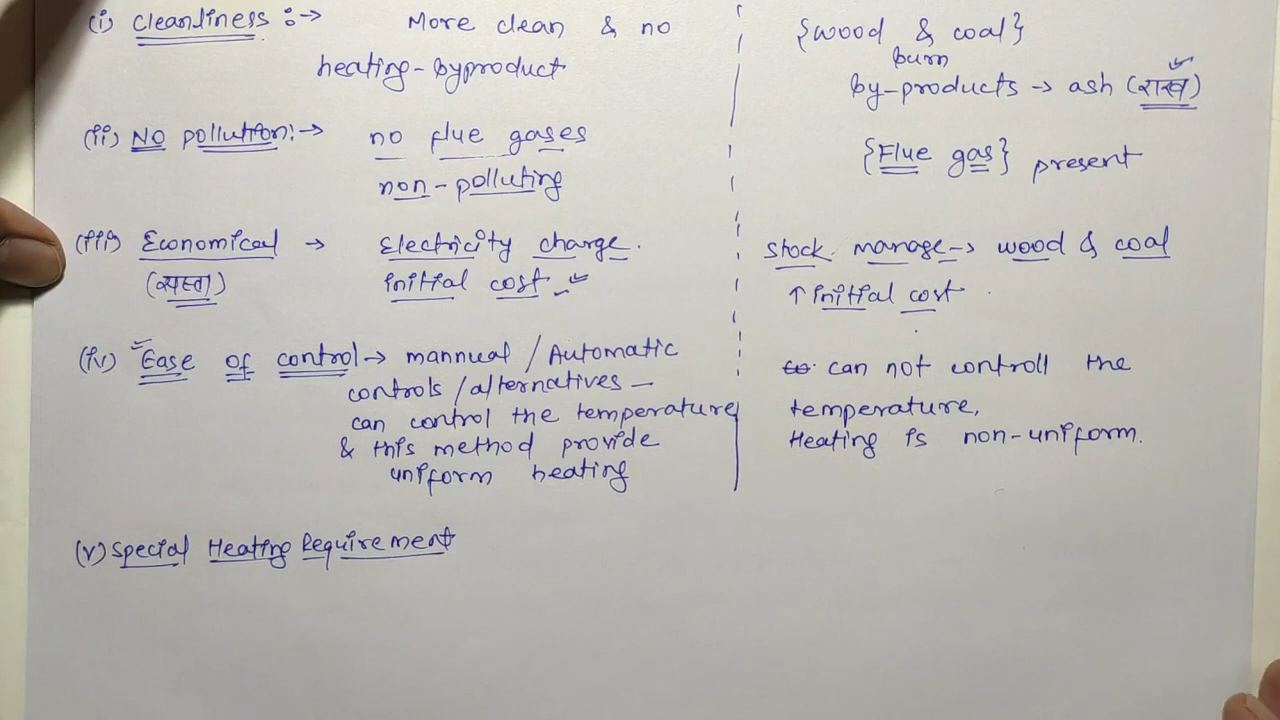 (i) Cleanliness :→ More clean & no
heating-byproduct
{wood & coal}
burn
by-products → ash (राख)
(ii) NO pollution:→ no flue gases
non-polluting
{Flue gas} present
(iii) Economical → Electricity charge.
(सस्ता) initial cost
stock manage → wood & coal
↑ initial cost
(iv) Ease of control → mannual / Automatic
controls / alternatives –
can control the temperature
& this method provide
uniform heating
can not controll the
temperature,
Heating is non-uniform.
(v) Special Heating Requirement